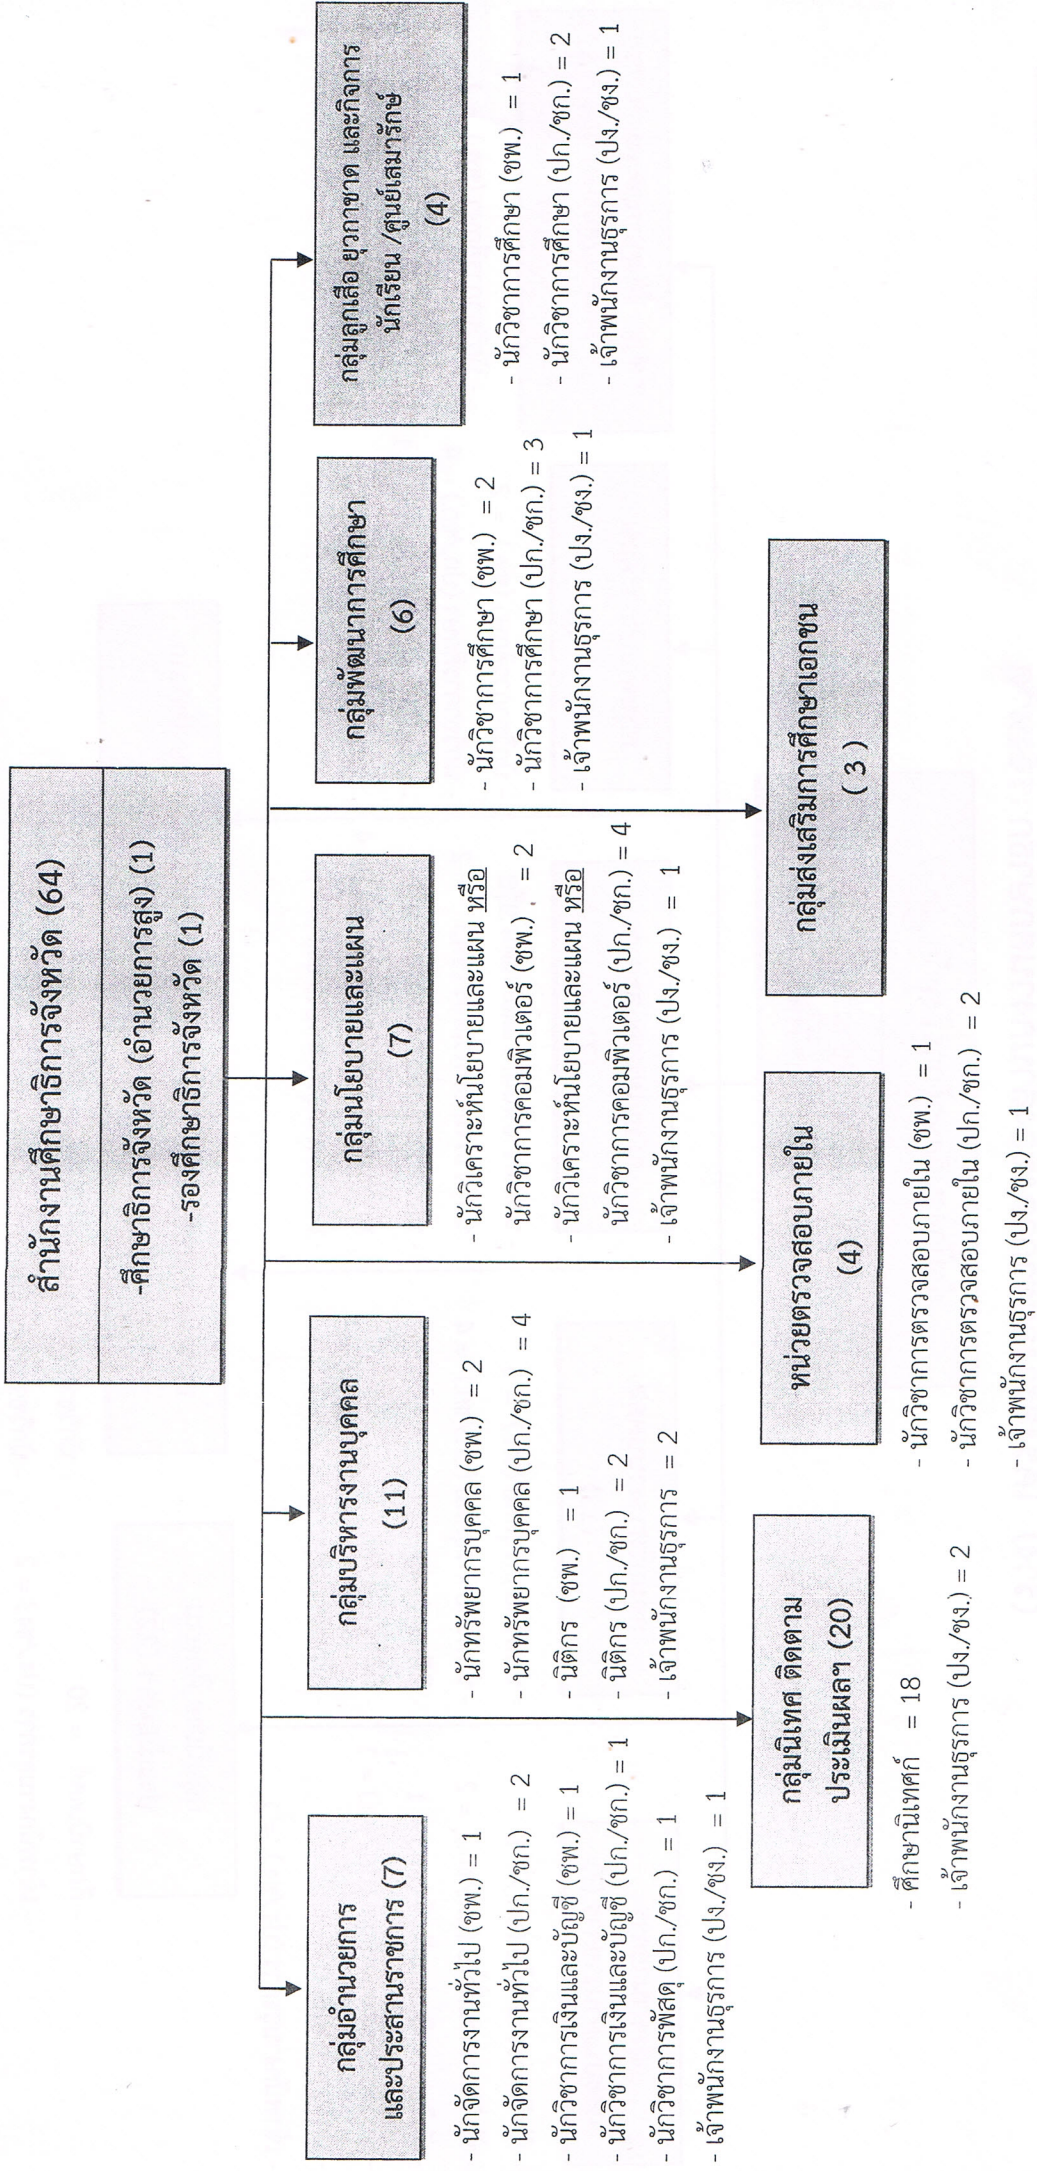 สำนักงานศึกษาธิการจังหวัด (64)
-ศึกษาธิการจังหวัด (อำนวยการสูง) (1)
-รองศึกษาธิการจังหวัด (1)
กลุ่มอำนวยการ
และประสานราชการ (7)
- นักจัดการงานทั่วไป (ชพ.) = 1
- นักจัดการงานทั่วไป (ปก./ชก.) = 2
- นักวิชาการเงินและบัญชี (ชพ.) = 1
- นักวิชาการเงินและบัญชี (ปก./ชก.) = 1
- นักวิชาการพัสดุ (ปก./ชก.) = 1
- เจ้าพนักงานธุรการ (ปง./ชง.) = 1
กลุ่มบริหารงานบุคคล
(11)
- นักทรัพยากรบุคคล (ชพ.) = 2
- นักทรัพยากรบุคคล (ปก./ชก.) = 4
- นิติกร (ชพ.) = 1
- นิติกร (ปก./ชก.) = 2
- เจ้าพนักงานธุรการ = 2
กลุ่มนโยบายและแผน
(7)
- นักวิเคราะห์นโยบายและแผน หรือ
นักวิชาการคอมพิวเตอร์ (ชพ.) = 2
- นักวิเคราะห์นโยบายและแผน หรือ
นักวิชาการคอมพิวเตอร์ (ปก./ชก.) = 4
- เจ้าพนักงานธุรการ (ปง./ชง.) = 1
กลุ่มพัฒนาการศึกษา
(6)
- นักวิชาการศึกษา (ชพ.) = 2
- นักวิชาการศึกษา (ปก./ชก.) = 3
- เจ้าพนักงานธุรการ (ปง./ชง.) = 1
กลุ่มลูกเสือ ยุวกาชาด และกิจการ
นักเรียน /ศูนย์เสมารักษ์
(4)
- นักวิชาการศึกษา (ชพ.) = 1
- นักวิชาการศึกษา (ปก./ชก.) = 2
- เจ้าพนักงานธุรการ (ปง./ชง.) = 1
กลุ่มนิเทศ ติดตาม
ประเมินผลฯ (20)
- ศึกษานิเทศก์ = 18
- เจ้าพนักงานธุรการ (ปง./ชง.) = 2
หน่วยตรวจสอบภายใน
(4)
- นักวิชาการตรวจสอบภายใน (ชพ.) = 1
- นักวิชาการตรวจสอบภายใน (ปก./ชก.) = 2
- เจ้าพนักงานธุรการ (ปง./ชง.) = 1
กลุ่มส่งเสริมการศึกษาเอกชน
( 3 )